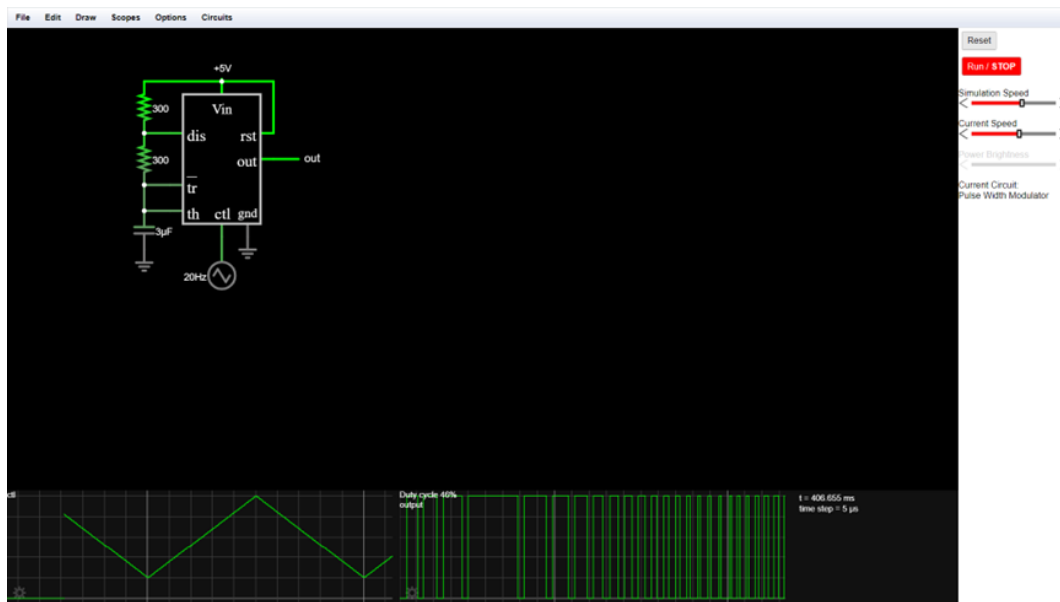 File Edit Draw Scopes Options Circuits
Reset
Run / STOP
Simulation Speed
Current Speed
Power Brightness
Current Circuit:
Pulse Width Modulator
+5V
300
Vin
dis
rst
300
out
out
tr
th
ctl
gnd
3µF
20Hz
ctl
Duty cycle 46%
output
t = 406.655 ms
time step = 5 µs